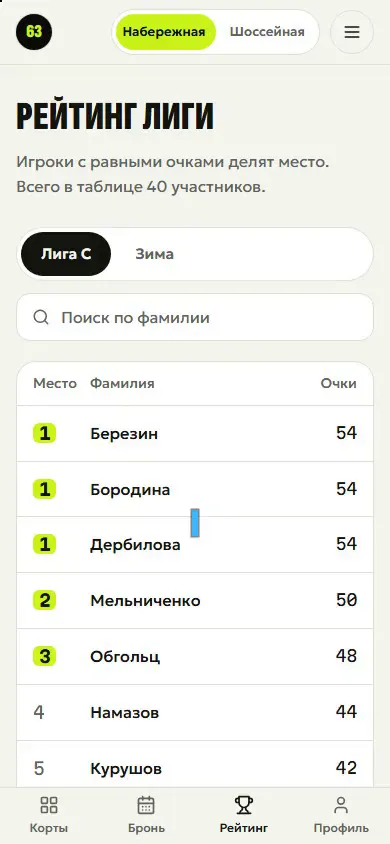 63
Набережная Шоссейная
РЕЙТИНГ ЛИГИ
Игроки с равными очками делят место.
Всего в таблице 40 участников.
Лига С Зима
Поиск по фамилии
Место Фамилия Очки
1 Березин 54
1 Бородина 54
1 Дербилова 54
2 Мельниченко 50
3 Обгольц 48
4 Намазов 44
5 Курушов 42
Корты Бронь Рейтинг Профиль